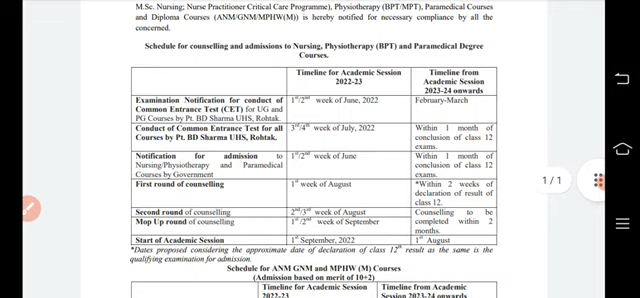 M.Sc. Nursing; Nurse Practitioner Critical Care Programme), Physiotherapy (BPT/MPT), Paramedical Courses
and Diploma Courses (ANM/GNM/MPHW(M)) is hereby notified for necessary compliance by all the
concerned.
Schedule for counselling and admissions to Nursing, Physiotherapy (BPT) and Paramedical Degree
Courses.
Timeline for Academic Session
2022-23
Timeline from
Academic Session
2023-24 onwards
Examination Notification for conduct of
Common Entrance Test (CET) for UG and
PG Courses by Pt. BD Sharma UHS, Rohtak.
1st/2nd week of June, 2022
February-March
Conduct of Common Entrance Test for all
Courses by Pt. BD Sharma UHS, Rohtak.
3rd/4th week of July, 2022
Within 1 month of
conclusion of class 12
exams.
Notification for admission to
Nursing/Physiotherapy and Paramedical
Courses by Government
1st/2nd week of June
Within 1 month of
conclusion of class 12
exams.
First round of counselling
1st week of August
*Within 2 weeks of
declaration of result of
class 12.
Second round of counselling
2nd/3rd week of August
Counselling to be
completed within 2
months.
Mop Up round of counselling
1st/2nd week of September
Start of Academic Session
1st September, 2022
1st August
*Dates proposed considering the approximate date of declaration of class 12th result as the same is the
qualifying examination for admission.
Schedule for ANM GNM and MPHW (M) Courses
(Admission based on merit of 10+2)
Timeline for Academic Session
2022-23
Timeline from Academic
Session 2023-24 onwards
1 / 1